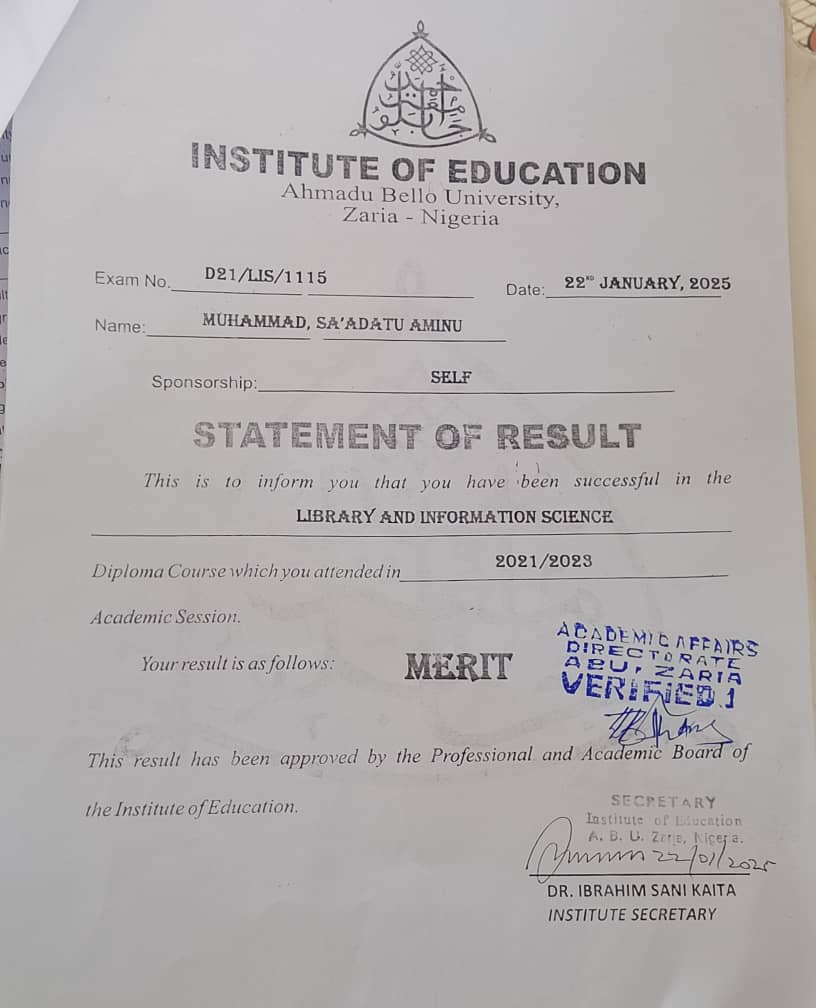 INSTITUTE OF EDUCATION
Ahmadu Bello University,
Zaria - Nigeria
Exam No. D21/LIS/1115
Date: 22ND JANUARY, 2025
Name: MUHAMMAD, SA'ADATU AMINU
Sponsorship: SELF
STATEMENT OF RESULT
This is to inform you that you have been successful in the
LIBRARY AND INFORMATION SCIENCE
Diploma Course which you attended in 2021/2023
Academic Session.
Your result is as follows: MERIT
ACADEMIC AFFAIRS
DIRECTORATE
ABU, ZARIA
VERIFIED 1
This result has been approved by the Professional and Academic Board of
the Institute of Education.
SECRETARY
Institute of Education
A. B. U. Zaria, Nigeria.
22/01/2025
DR. IBRAHIM SANI KAITA
INSTITUTE SECRETARY